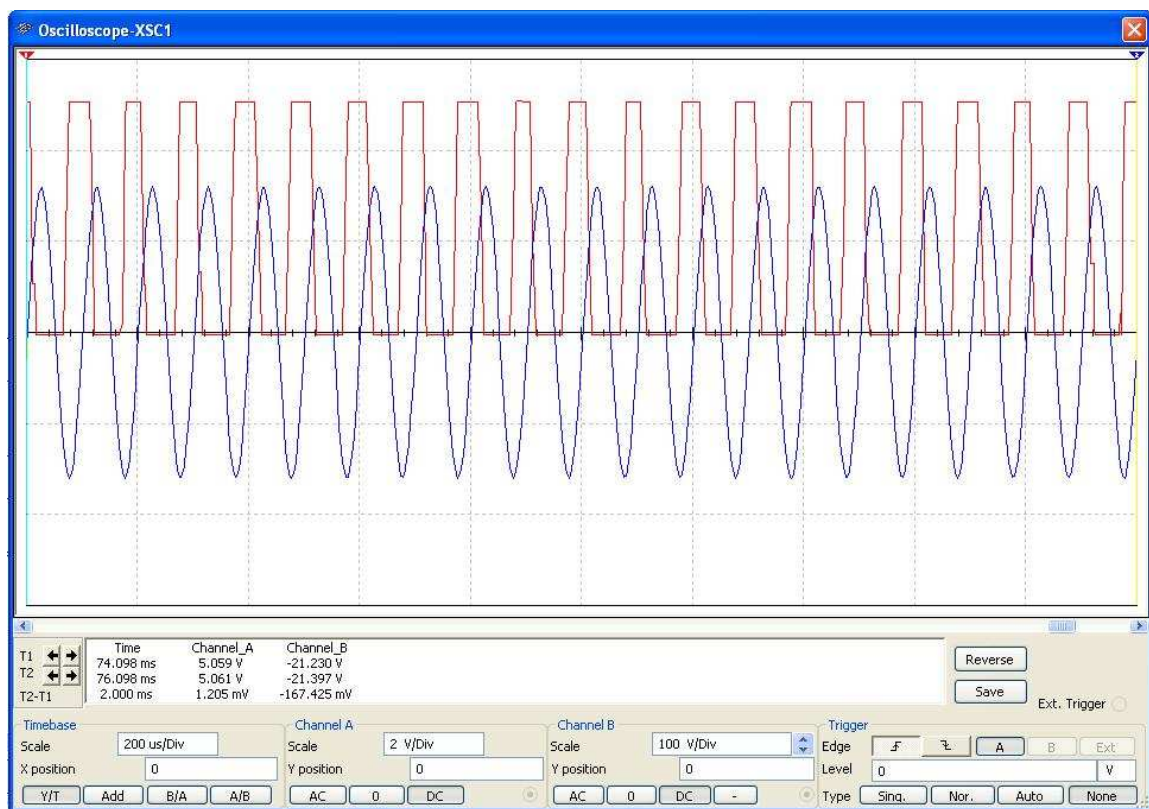 Oscilloscope-XSC1
1 2
Time Channel_A Channel_B
T1 74.098 ms 5.059 V -21.230 V
T2 76.098 ms 5.061 V -21.397 V
T2-T1 2.000 ms 1.205 mV -167.425 mV
Reverse
Save
Ext. Trigger
Timebase
Scale 200 us/Div
X position 0
Y/T Add B/A A/B
Channel A
Scale 2 V/Div
Y position 0
AC 0 DC
Channel B
Scale 100 V/Div
Y position 0
AC 0 DC -
Trigger
Edge A B Ext
Level 0 V
Type Sing. Nor. Auto None